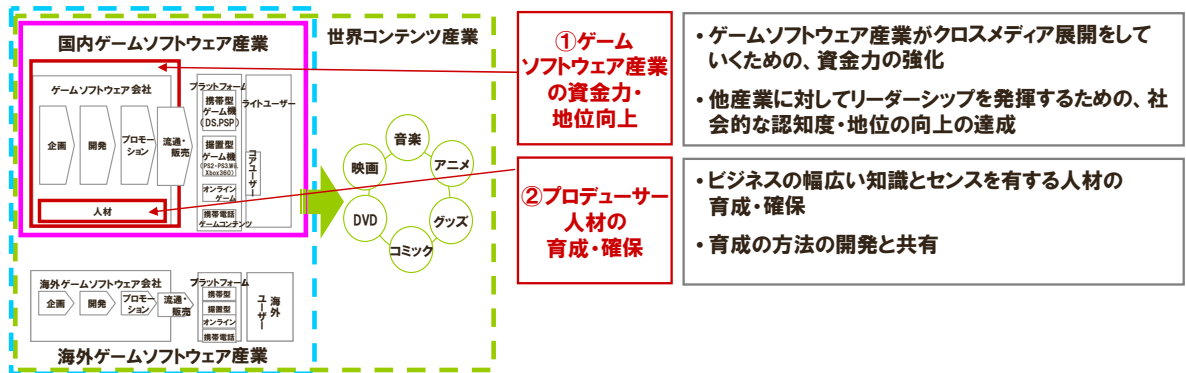 国内ゲームソフトウェア産業
世界コンテンツ産業
ゲームソフトウェア会社
企画
開発
プロモー
ション
流通・
販売
人材
プラットフォーム
携帯型
ゲーム機
(DS,PSP)
据置型
ゲーム機
(PS2・PS3,Wii,
Xbox360)
オンライン
ゲーム
携帯電話
ゲームコンテンツ
ライトユーザー
コアユーザー
音楽
映画
アニメ
DVD
グッズ
コミック
海外ゲームソフトウェア会社
企画
開発
プロモー
ション
流通・
販売
プラットフォーム
携帯型
据置型
オンライン
携帯電話
海外
ユーザー
海外ゲームソフトウェア産業
①ゲーム
ソフトウェア産業
の資金力・
地位向上
・ゲームソフトウェア産業がクロスメディア展開をして
いくための、資金力の強化
・他産業に対してリーダーシップを発揮するための、社
会的な認知度・地位の向上の達成
②プロデューサー
人材の
育成・確保
・ビジネスの幅広い知識とセンスを有する人材の
育成・確保
・育成の方法の開発と共有